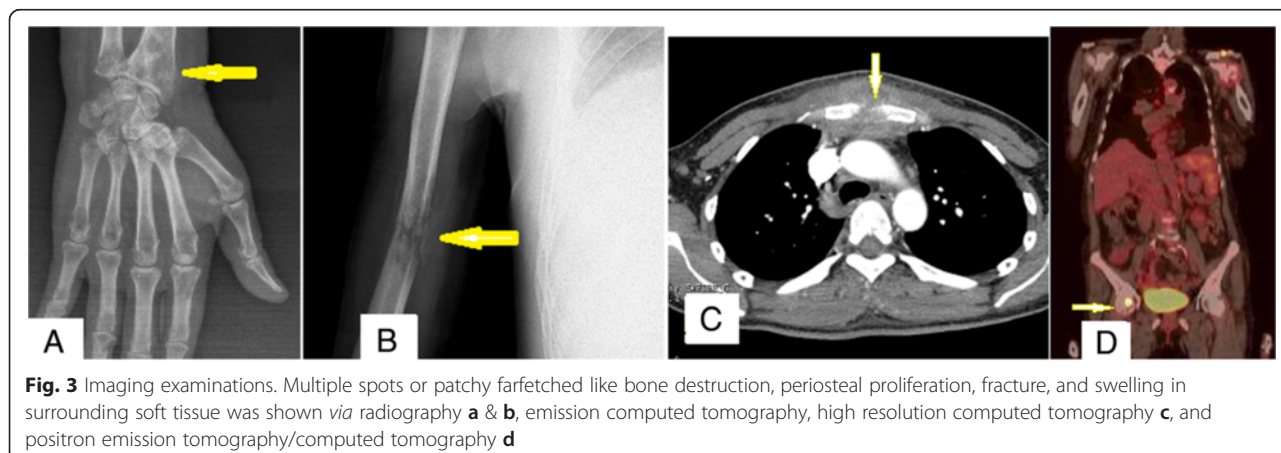 A
B
C
D
Fig. 3 Imaging examinations. Multiple spots or patchy farfetched like bone destruction, periosteal proliferation, fracture, and swelling in
surrounding soft tissue was shown via radiography a & b, emission computed tomography, high resolution computed tomography c, and
positron emission tomography/computed tomography d